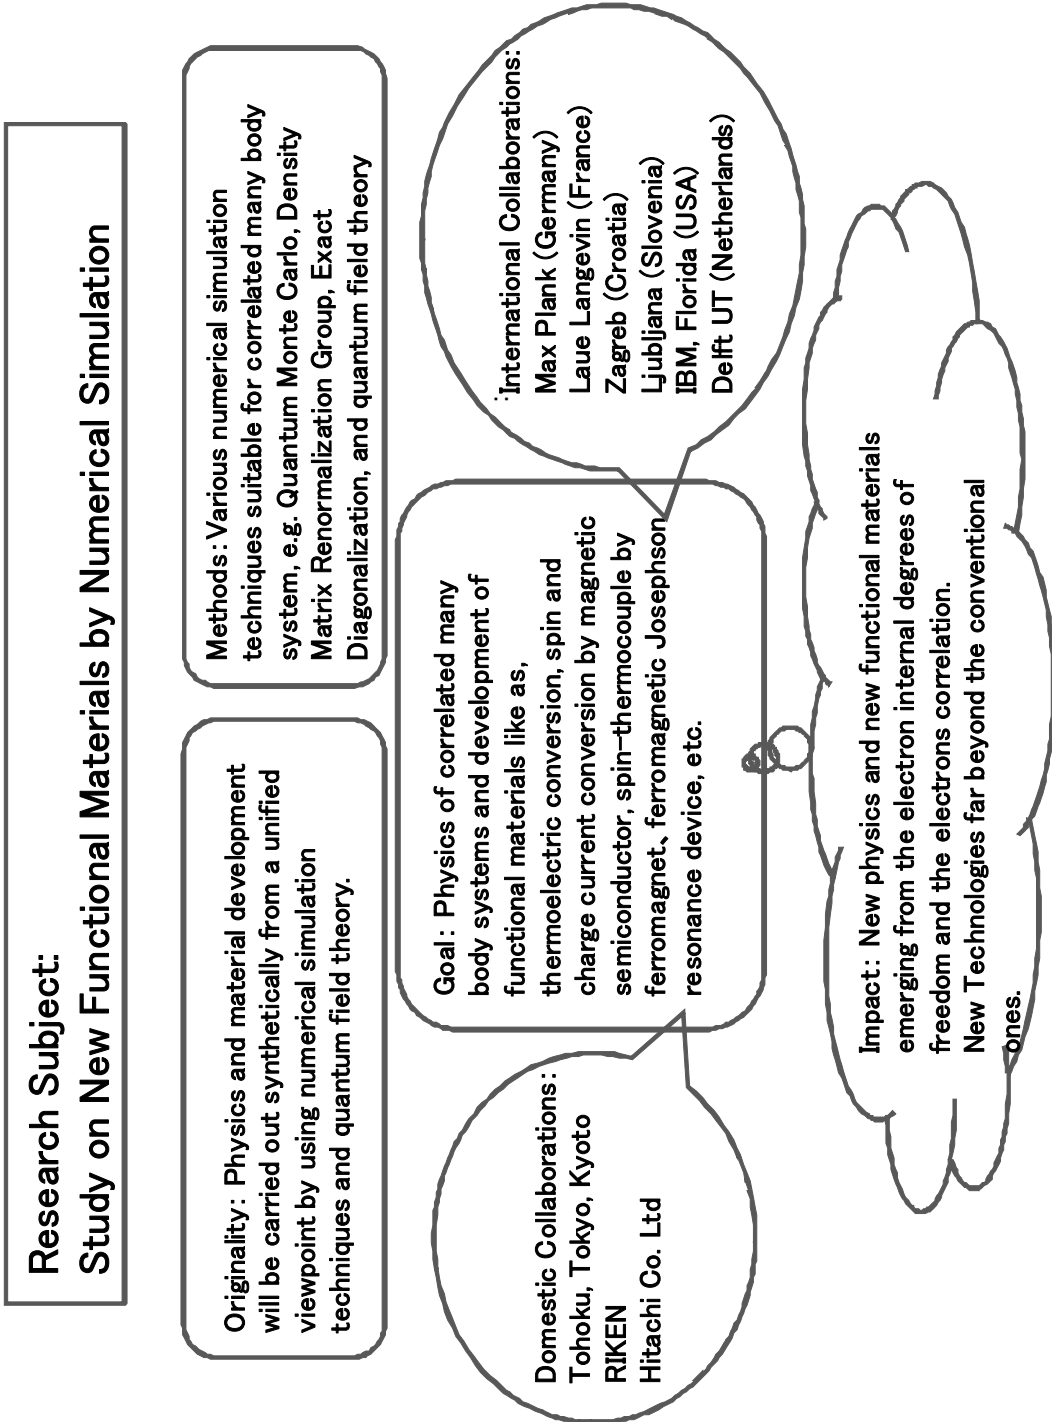 Research Subject:
Study on New Functional Materials by Numerical Simulation
Originality: Physics and material development
will be carried out synthetically from a unified
viewpoint by using numerical simulation
techniques and quantum field theory.
Methods: Various numerical simulation
techniques suitable for correlated many body
system, e.g. Quantum Monte Carlo, Density
Matrix Renormalization Group, Exact
Diagonalization, and quantum field theory
Domestic Collaborations:
Tohoku, Tokyo, Kyoto
RIKEN
Hitachi Co. Ltd
Goal: Physics of correlated many
body systems and development of
functional materials like as,
thermoelectric conversion, spin and
charge current conversion by magnetic
semiconductor, spin-thermocouple by
ferromagnet、ferromagnetic Josephson
resonance device, etc.
International Collaborations:
Max Plank (Germany)
Laue Langevin (France)
Zagreb (Croatia)
Ljubljana (Slovenia)
IBM, Florida (USA)
Delft UT (Netherlands)
Impact: New physics and new functional materials
emerging from the electron internal degrees of
freedom and the electrons correlation.
New Technologies far beyond the conventional
ones.